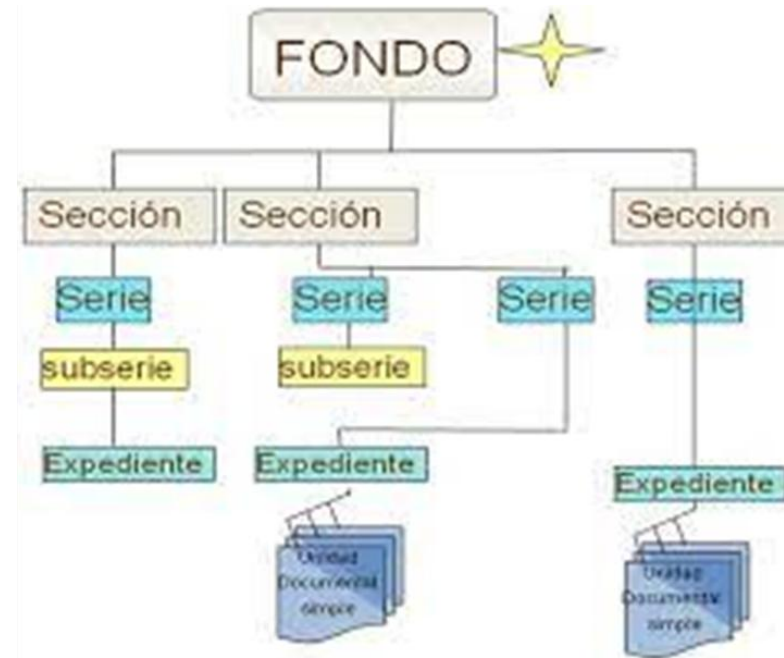 FONDO
Sección
Sección
Sección
Serie
Serie
Serie
Serie
subserie
subserie
Expediente
Expediente
Expediente
Unidad
Documental
simple
Unidad
Documental
simple